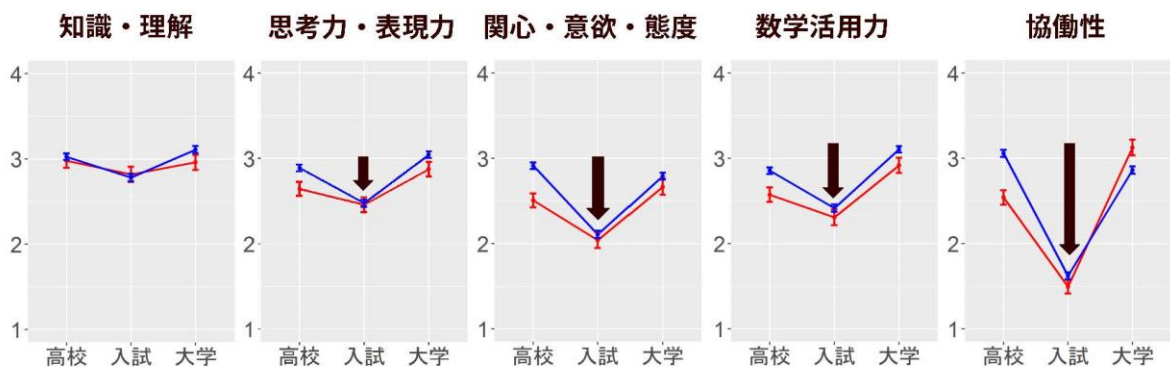 知識・理解
思考力・表現力
関心・意欲・態度
数学活用力
協働性
4
3
2
1
高校 入試 大学
4
3
2
1
高校 入試 大学
4
3
2
1
高校 入試 大学
4
3
2
1
高校 入試 大学
4
3
2
1
高校 入試 大学